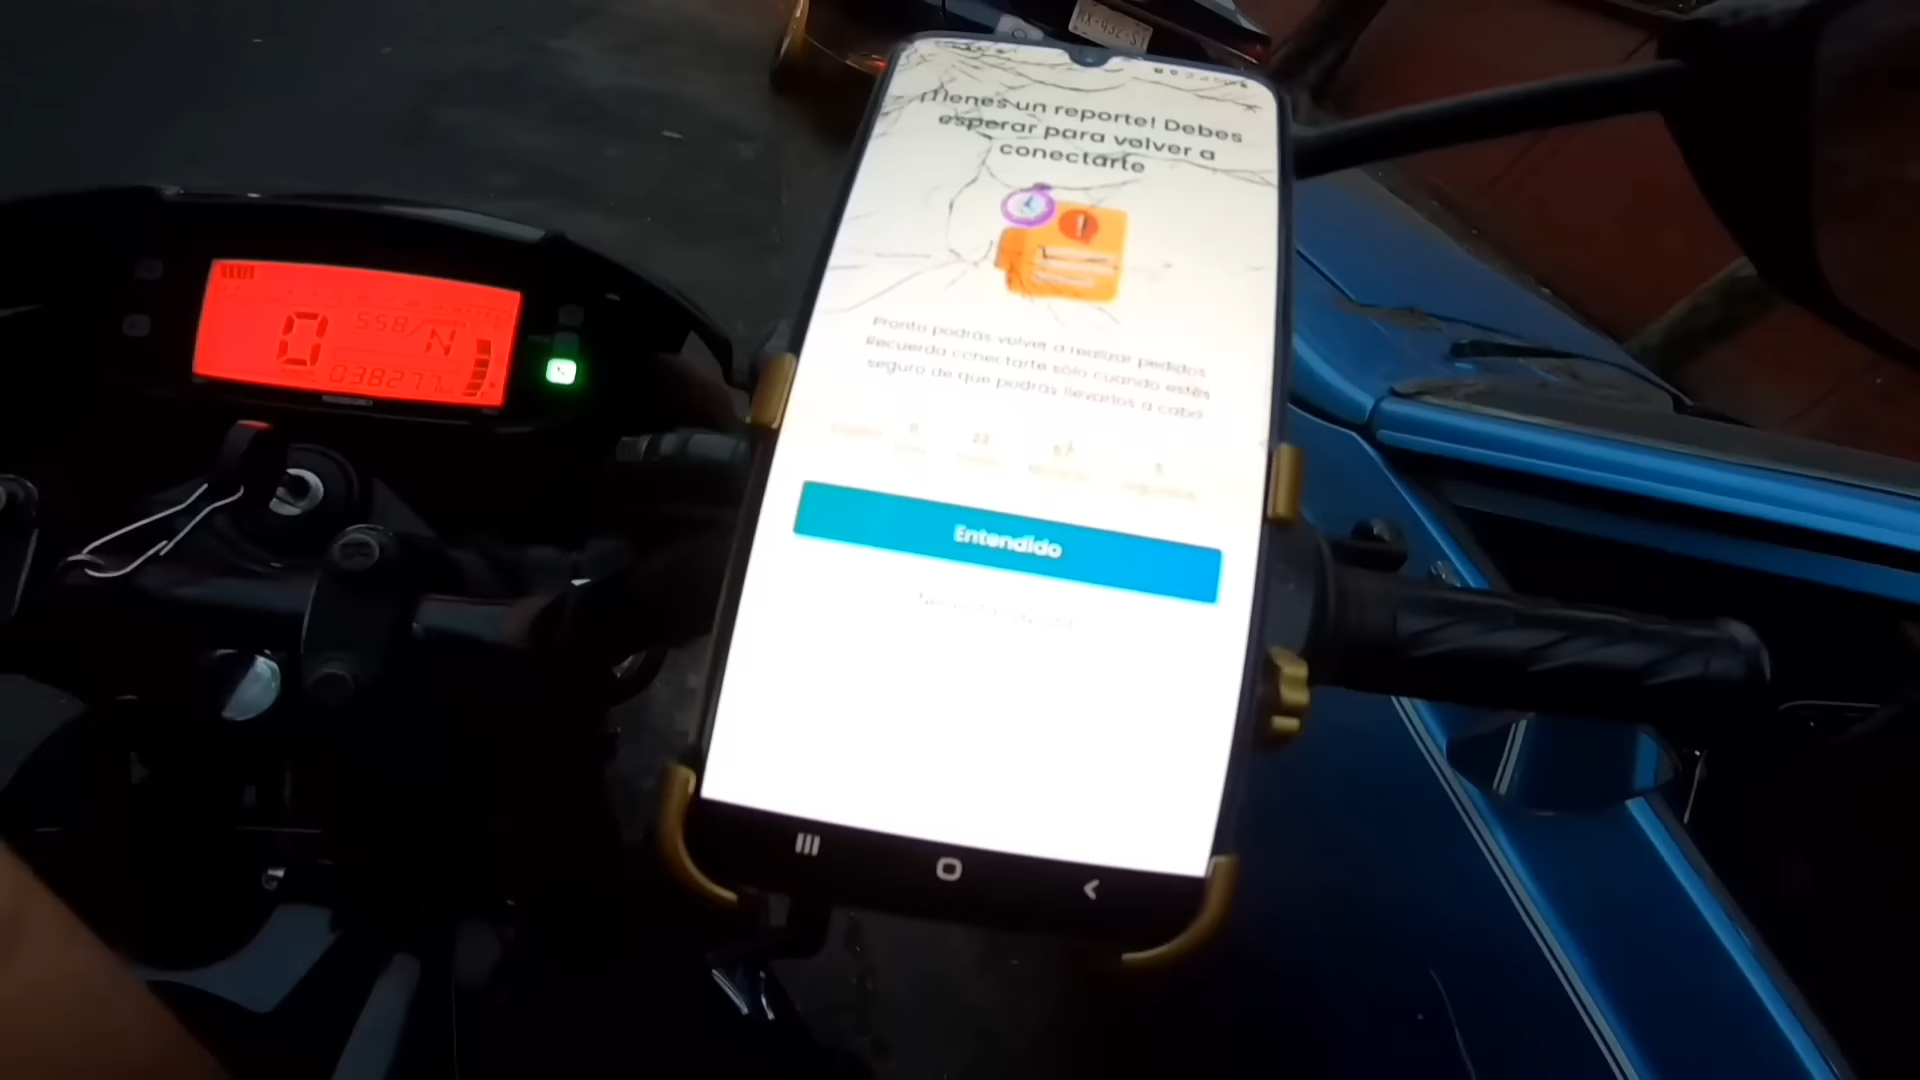 ¡Tienes un reporte! Debes
esperar para volver a
conectarte
Pronto podrás volver a realizar pedidos
Recuerda conectarte sólo cuando estés
seguro de que podrás llevarlos a cabo
Entendido
0
558/
N
038277